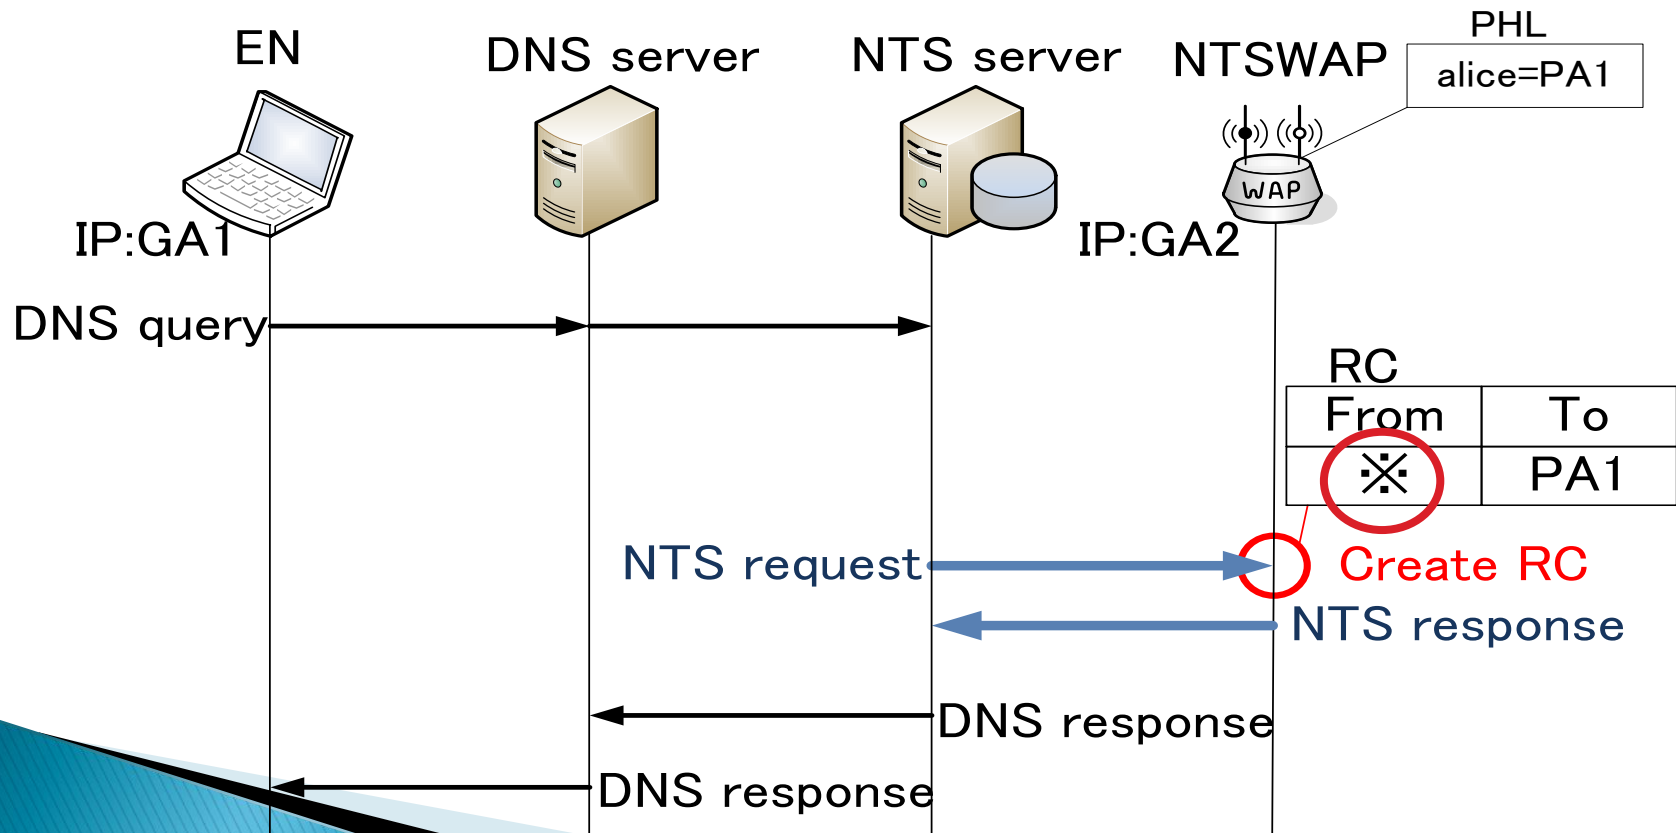 PHL
EN
DNS server
NTS server
NTSWAP
alice=PA1
WAP
IP:GA1
IP:GA2
DNS query
RC
From To
※ PA1
NTS request
Create RC
NTS response
DNS response
DNS response